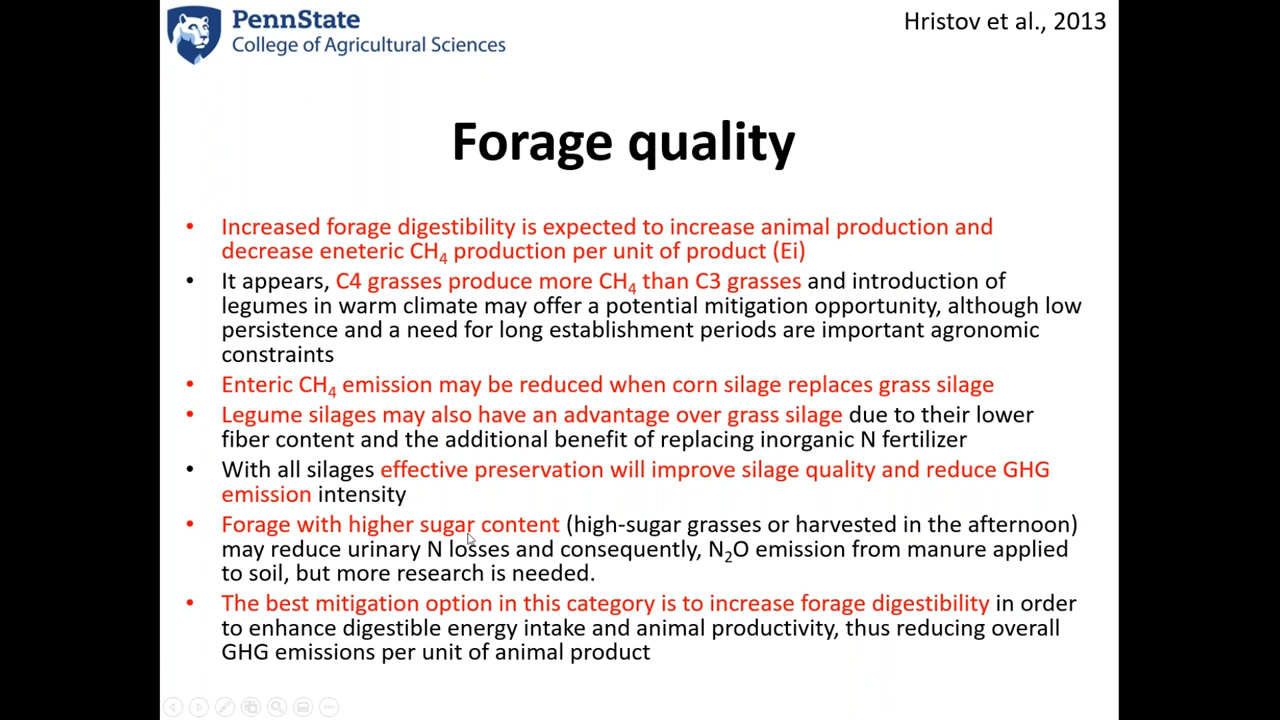 PennState
College of Agricultural Sciences
Hristov et al., 2013
Forage quality
• Increased forage digestibility is expected to increase animal production and
decrease eneteric CH₄ production per unit of product (Ei)
• It appears, C4 grasses produce more CH₄ than C3 grasses and introduction of
legumes in warm climate may offer a potential mitigation opportunity, although low
persistence and a need for long establishment periods are important agronomic
constraints
• Enteric CH₄ emission may be reduced when corn silage replaces grass silage
• Legume silages may also have an advantage over grass silage due to their lower
fiber content and the additional benefit of replacing inorganic N fertilizer
• With all silages effective preservation will improve silage quality and reduce GHG
emission intensity
• Forage with higher sugar content (high-sugar grasses or harvested in the afternoon)
may reduce urinary N losses and consequently, N₂O emission from manure applied
to soil, but more research is needed.
• The best mitigation option in this category is to increase forage digestibility in order
to enhance digestible energy intake and animal productivity, thus reducing overall
GHG emissions per unit of animal product